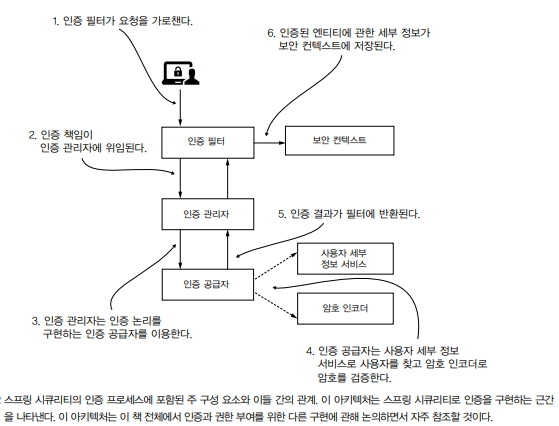 1. 인증 필터가 요청을 가로챈다.
6. 인증된 엔티티에 관한 세부 정보가
보안 컨텍스트에 저장된다.
2. 인증 책임이
인증 관리자에 위임된다.
인증 필터
보안 컨텍스트
인증 관리자
5. 인증 결과가 필터에 반환된다.
사용자 세부
정보 서비스
인증 공급자
암호 인코더
3. 인증 관리자는 인증 논리를
구현하는 인증 공급자를 이용한다.
4. 인증 공급자는 사용자 세부 정보
서비스로 사용자를 찾고 암호 인코더로
암호를 검증한다.
스프링 시큐리티의 인증 프로세스에 포함된 주 구성 요소와 이들 간의 관계. 이 아키텍처는 스프링 시큐리티로 인증을 구현하는 근간
을 나타낸다. 이 아키텍처는 이 책 전체에서 인증과 권한 부여를 위한 다른 구현에 관해 논의하면서 자주 참조할 것이다.